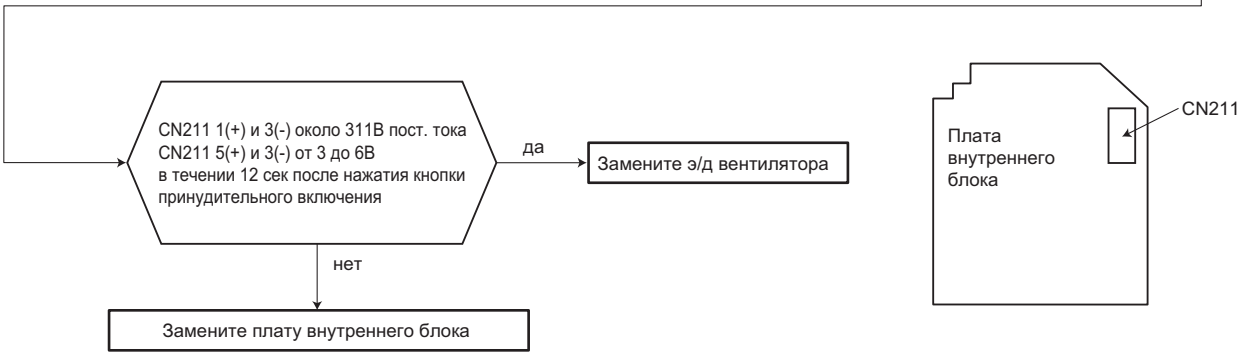 CN211 1(+) и 3(-) около 311В пост. тока
CN211 5(+) и 3(-) от 3 до 6В
в течении 12 сек после нажатия кнопки
принудительного включения
да
Замените э/д вентилятора
нет
Замените плату внутреннего блока
CN211
Плата
внутреннего
блока